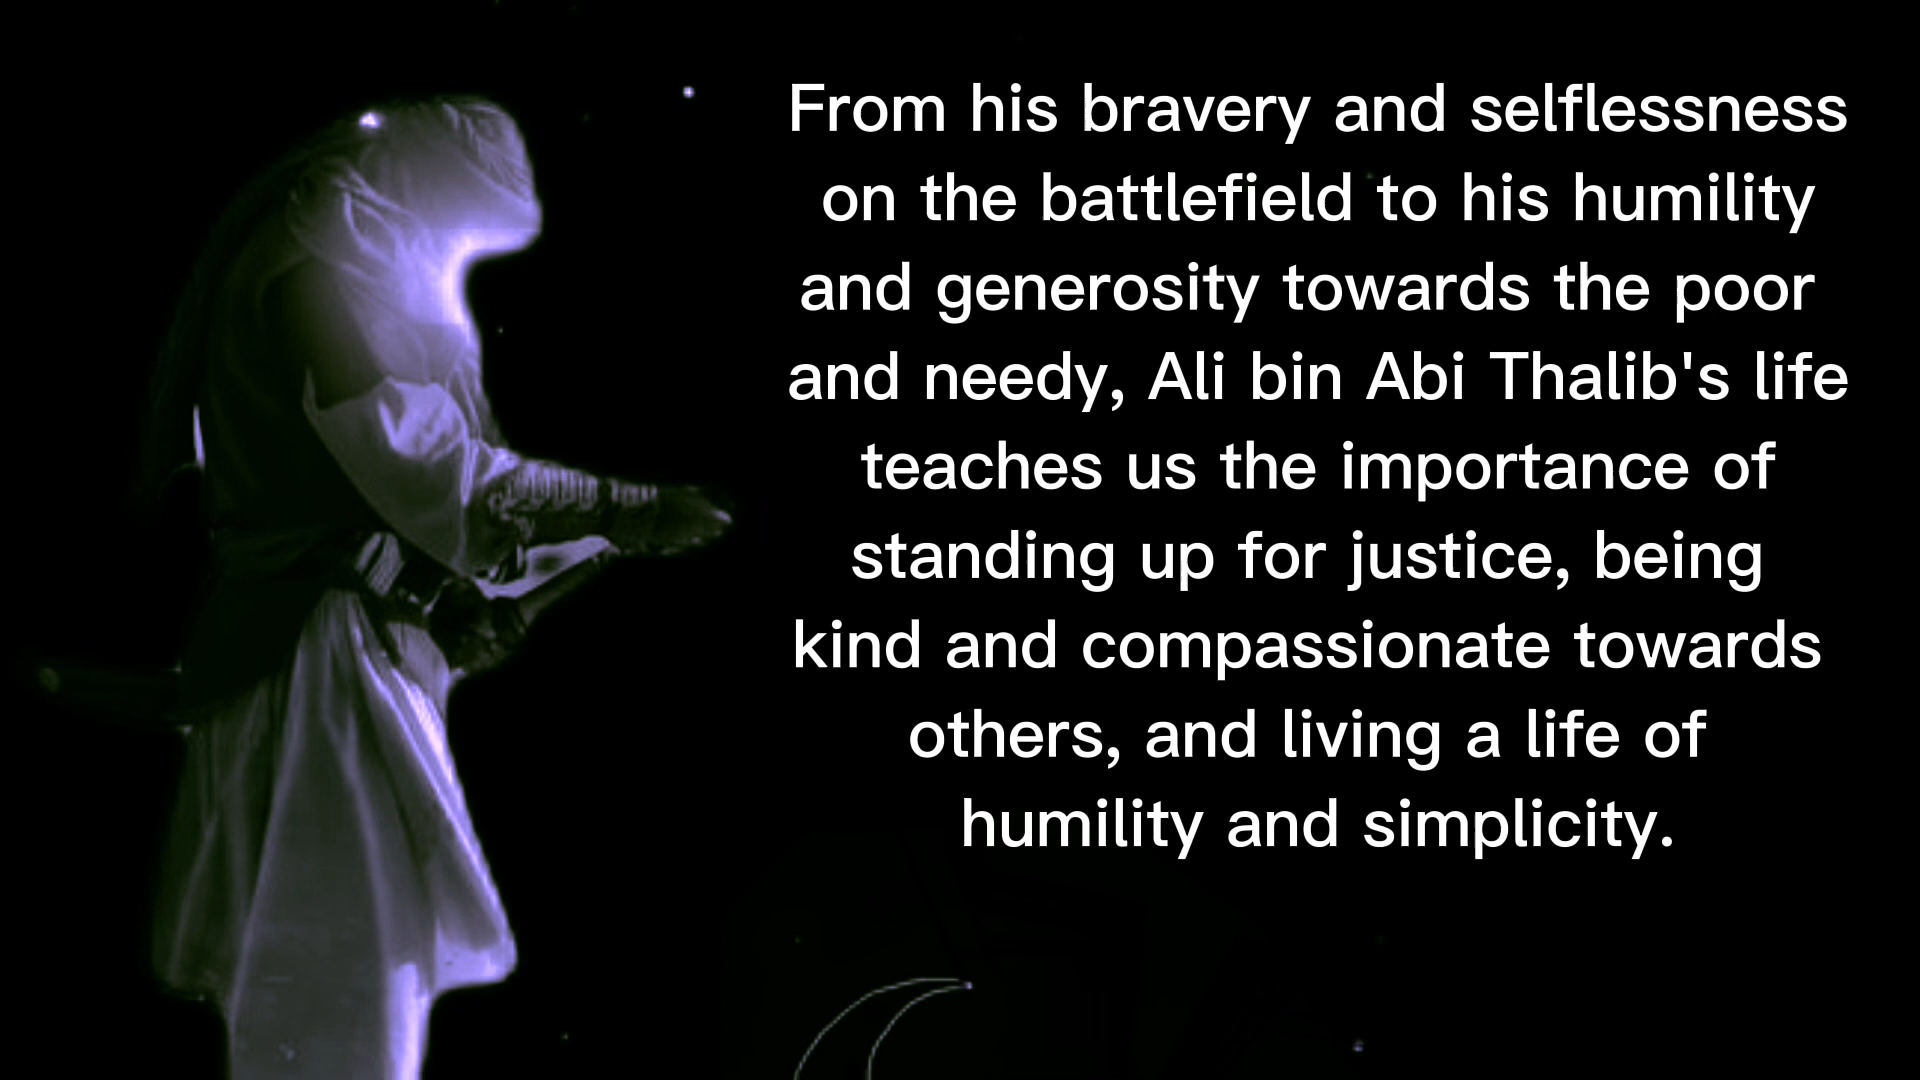 From his bravery and selflessness
on the battlefield to his humility
and generosity towards the poor
and needy, Ali bin Abi Thalib's life
teaches us the importance of
standing up for justice, being
kind and compassionate towards
others, and living a life of
humility and simplicity.